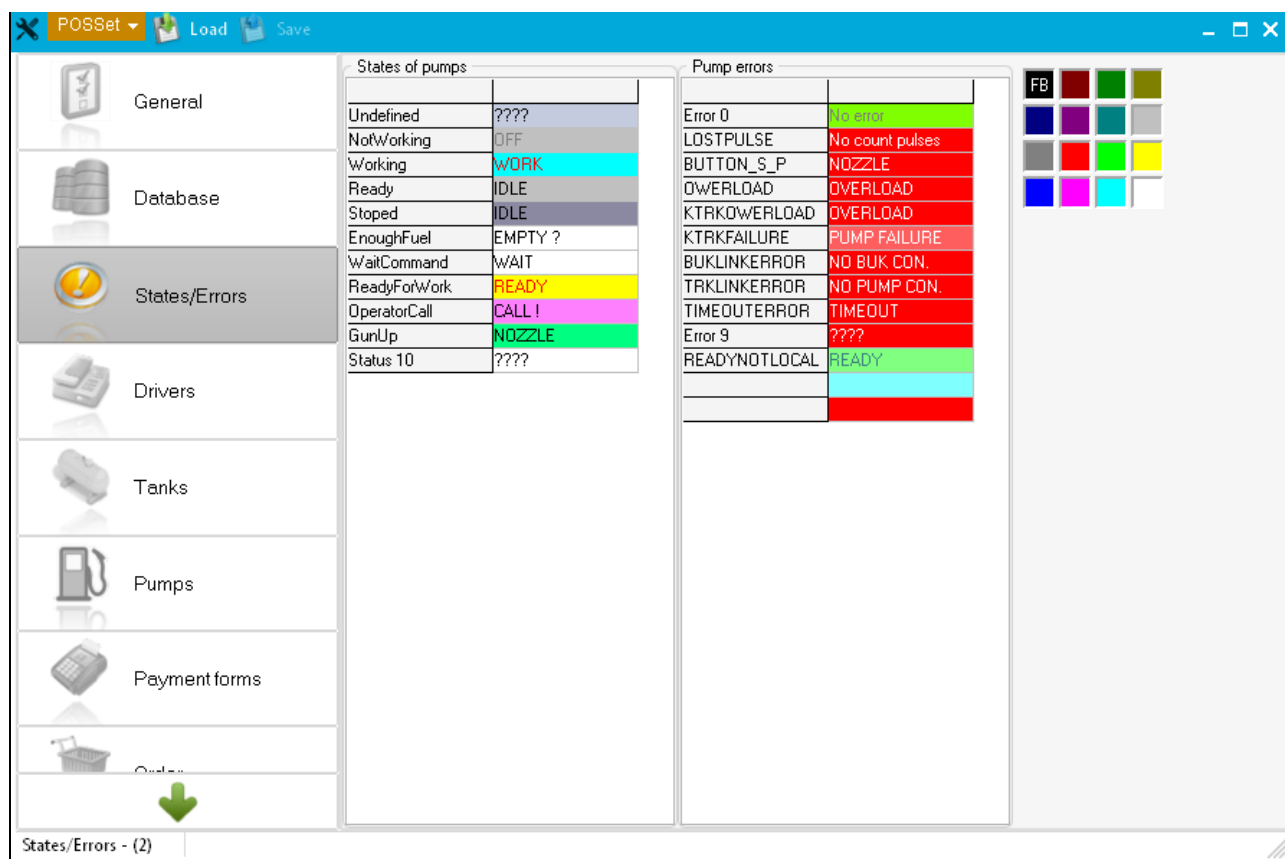 POSSet Load Save
General
Database
States/Errors
Drivers
Tanks
Pumps
Payment forms
Order
States of pumps
Undefined ????
NotWorking OFF
Working WORK
Ready IDLE
Stoped IDLE
EnoughFuel EMPTY ?
WaitCommand WAIT
ReadyForWork READY
OperatorCall CALL !
GunUp NOZZLE
Status 10 ????
Pump errors
Error 0 No error
LOSTPULSE No count pulses
BUTTON_S_P NOZZLE
OWERLOAD OVERLOAD
KTRKOWERLOAD OVERLOAD
KTRKFAILURE PUMP FAILURE
BUKLINKERROR NO BUK CON.
TRKLINKERROR NO PUMP CON.
TIMEOUTERROR TIMEOUT
Error 9 ????
READYNOTLOCAL READY
FB
States/Errors - (2)